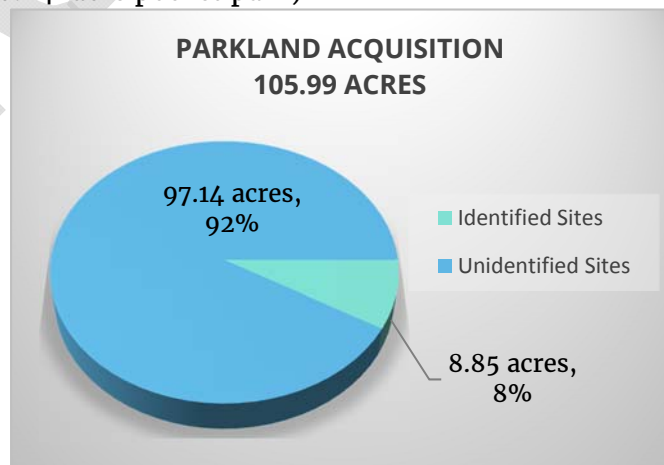 PARKLAND ACQUISITION
105.99 ACRES
97.14 acres,
92%
Identified Sites
Unidentified Sites
8.85 acres,
8%